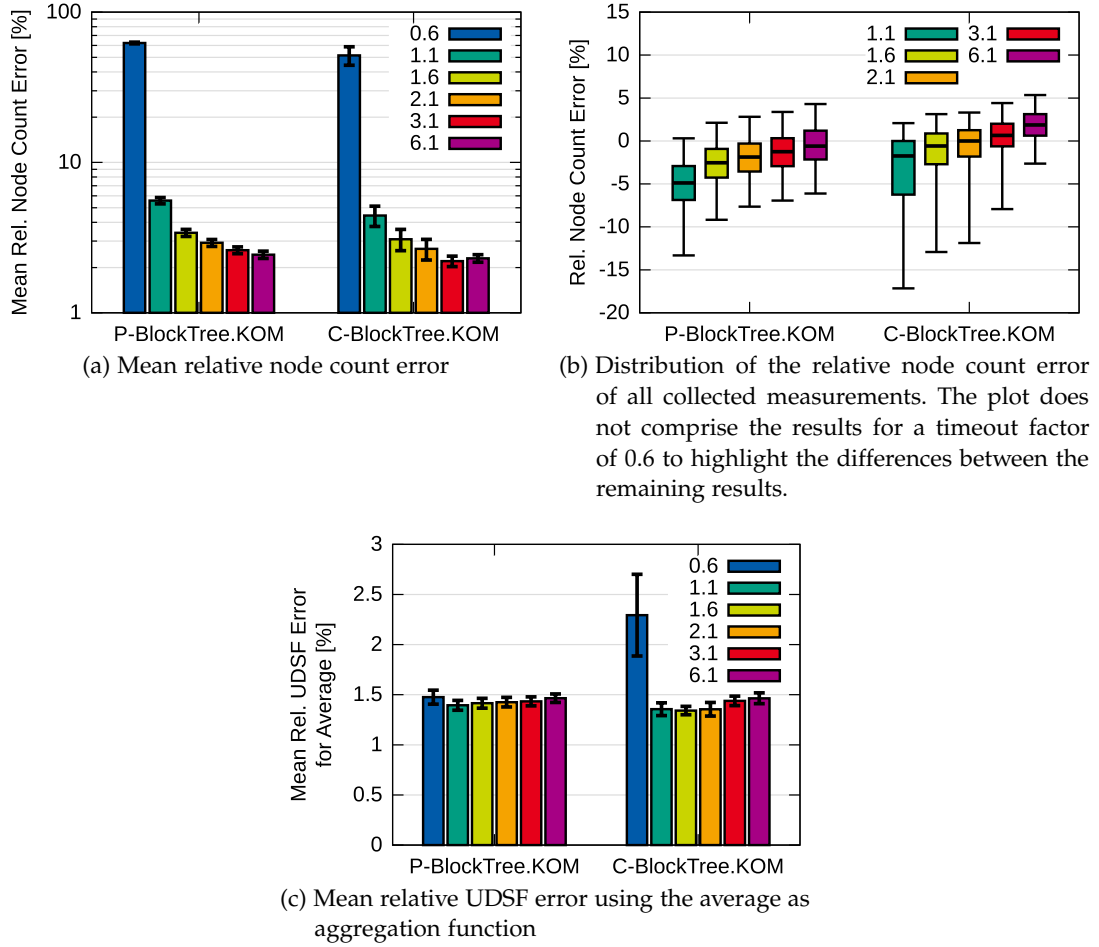 Mean Rel. Node Count Error [%]
100
10
1
0.6
1.1
1.6
2.1
3.1
6.1
P-BlockTree.KOM
C-BlockTree.KOM
(a) Mean relative node count error
Rel. Node Count Error [%]
15
10
5
0
-5
-10
-15
-20
1.1
3.1
1.6
6.1
2.1
P-BlockTree.KOM
C-BlockTree.KOM
(b) Distribution of the relative node count error
of all collected measurements. The plot does
not comprise the results for a timeout factor
of 0.6 to highlight the differences between the
remaining results.
Mean Rel. UDSF Error
for Average [%]
3
2.5
2
1.5
1
0.5
0
0.6
1.1
1.6
2.1
3.1
6.1
P-BlockTree.KOM
C-BlockTree.KOM
(c) Mean relative UDSF error using the average as
aggregation function